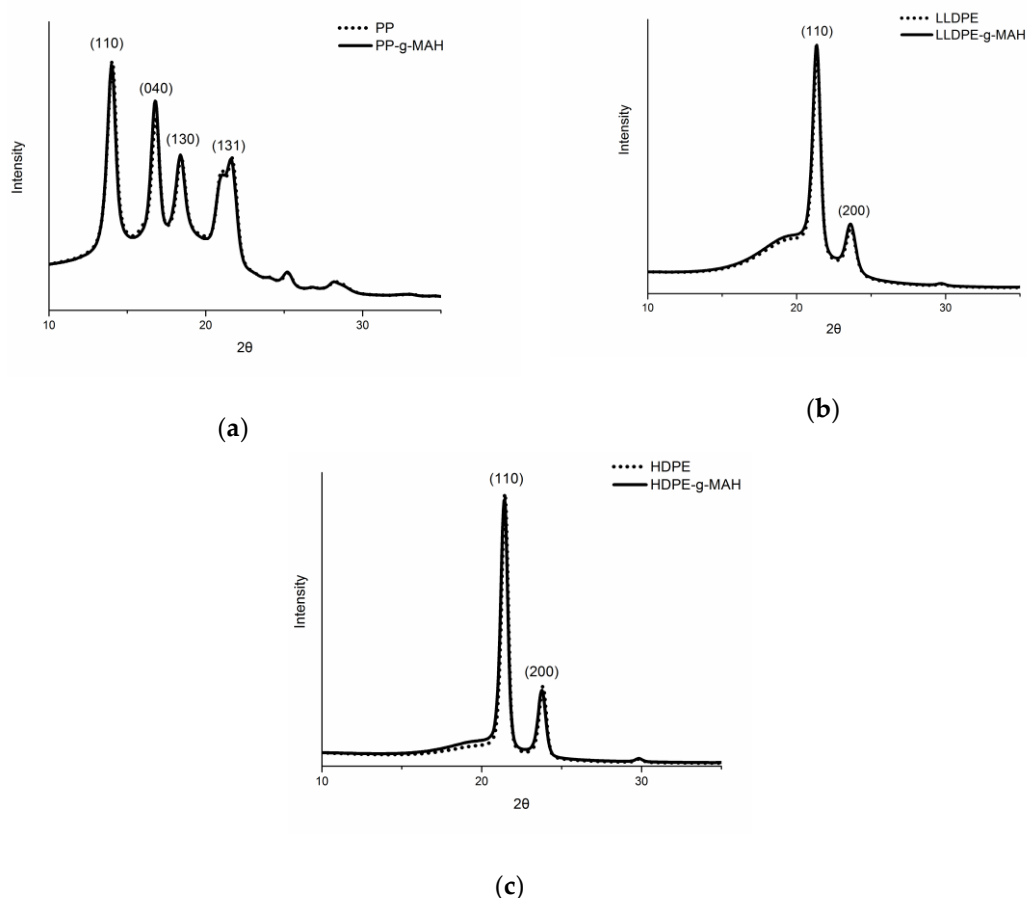 PP
PP-g-MAH
(110)
(040)
(130)
(131)
Intensity
10
20
30
2θ
(a)
LLDPE
LLDPE-g-MAH
(110)
(200)
Intensity
10
20
30
2θ
(b)
HDPE
HDPE-g-MAH
(110)
(200)
Intensity
10
20
30
2θ
(c)